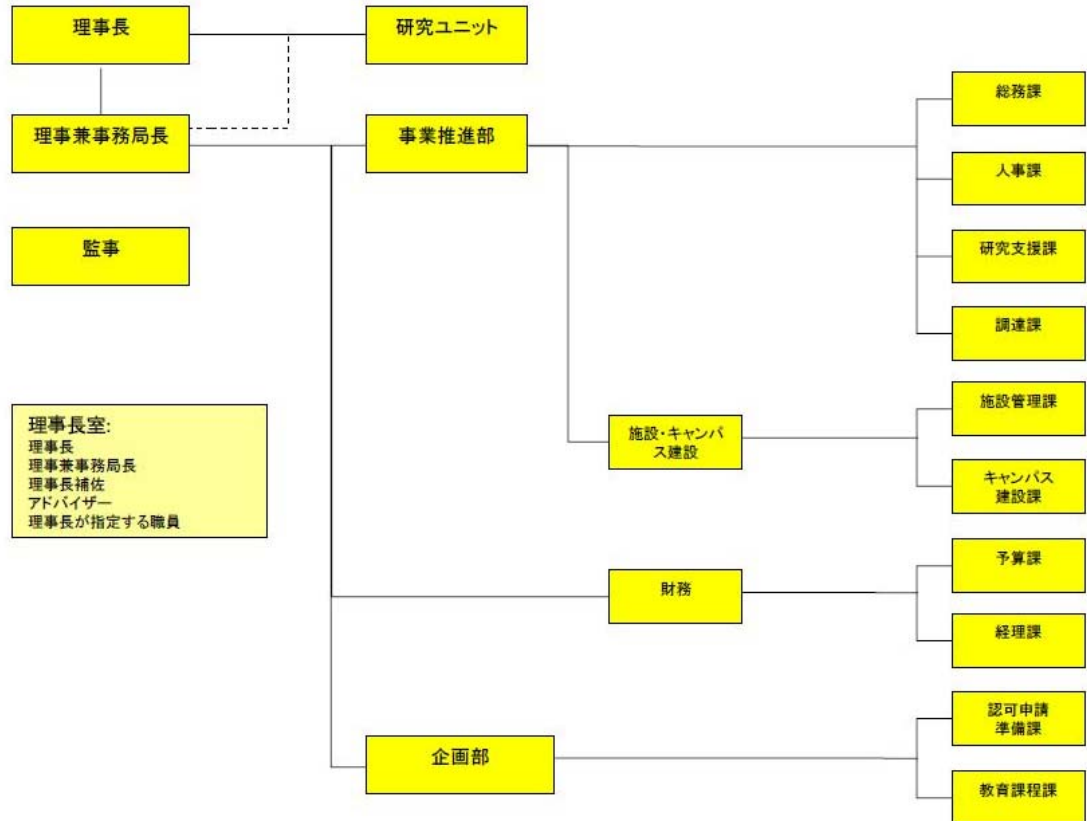 理事長
研究ユニット
総務課
理事兼事務局長
事業推進部
人事課
監事
研究支援課
調達課
理事長室:
理事長
理事兼事務局長
理事長補佐
アドバイザー
理事長が指定する職員
施設・キャンパ
ス建設
施設管理課
キャンパス
建設課
財務
予算課
経理課
企画部
認可申請
準備課
教育課程課